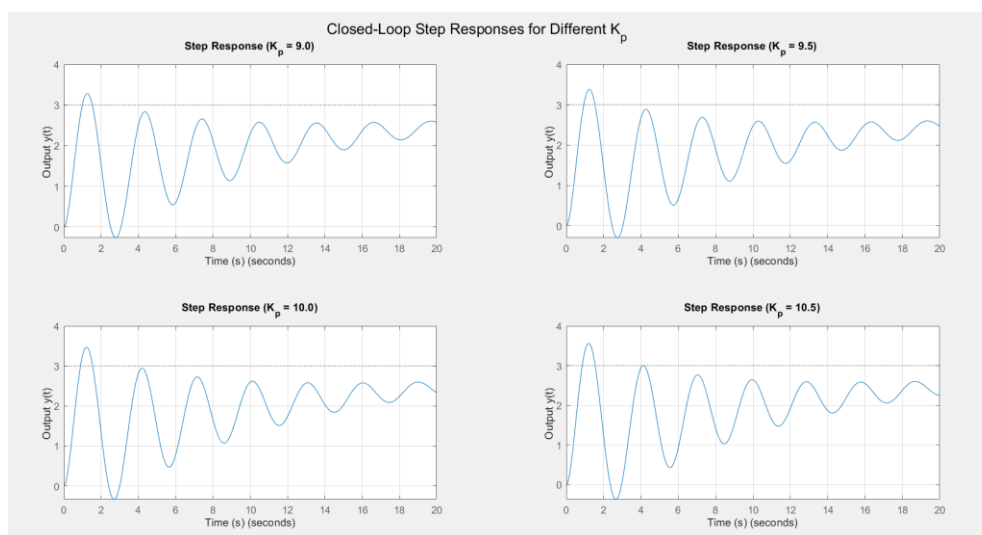 Closed-Loop Step Responses for Different Kp
Step Response (Kp = 9.0)
4
3
2
1
0
Output y(t)
0 2 4 6 8 10 12 14 16 18 20
Time (s) (seconds)
Step Response (Kp = 9.5)
4
3
2
1
0
Output y(t)
0 2 4 6 8 10 12 14 16 18 20
Time (s) (seconds)
Step Response (Kp = 10.0)
4
3
2
1
0
Output y(t)
0 2 4 6 8 10 12 14 16 18 20
Time (s) (seconds)
Step Response (Kp = 10.5)
4
3
2
1
0
Output y(t)
0 2 4 6 8 10 12 14 16 18 20
Time (s) (seconds)